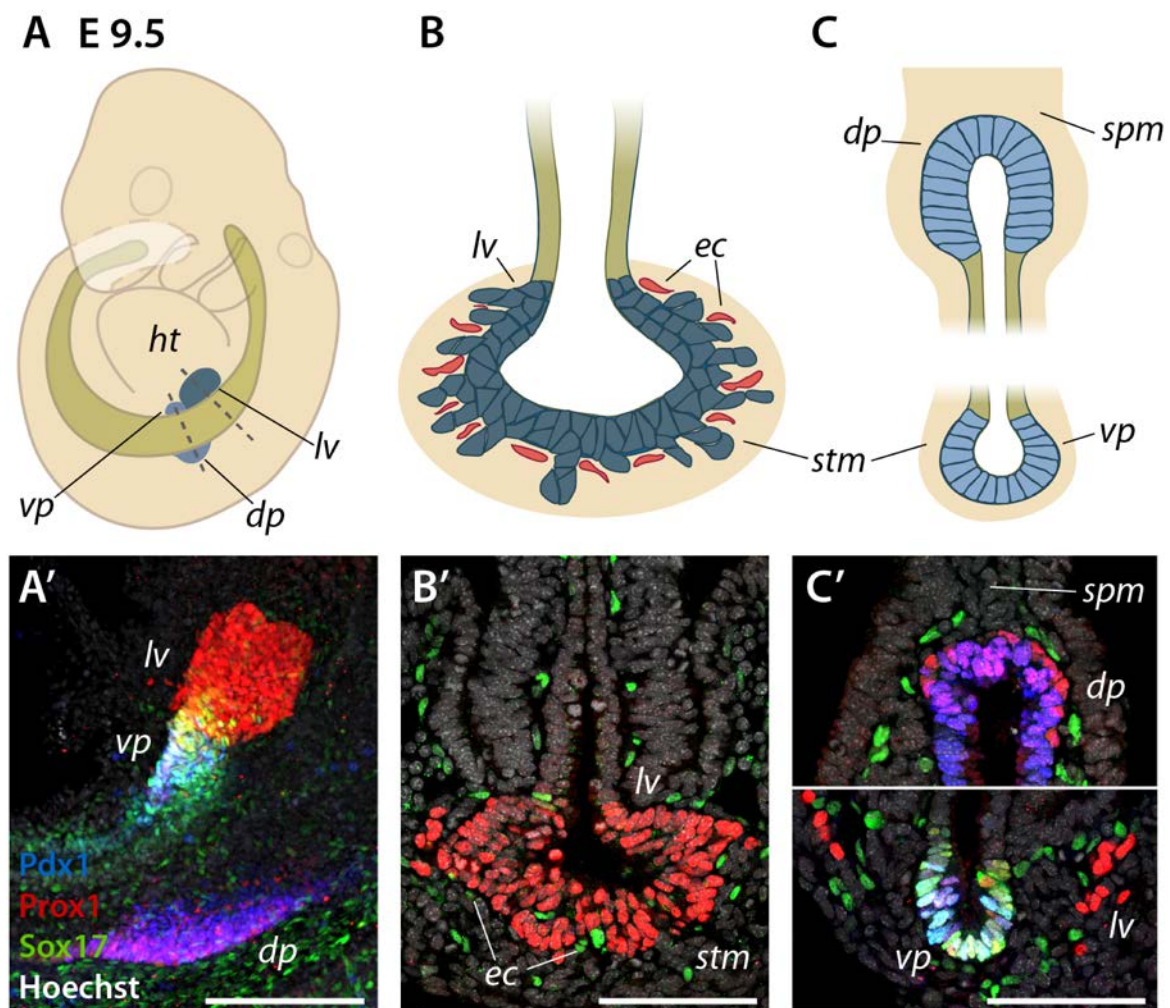 A E 9.5
ht
vp
dp
lv
B
lv
ec
stm
C
dp
spm
vp
A'
lv
vp
Pdx1
Prox1
Sox17
Hoechst
dp
B'
lv
ec
stm
C'
spm
dp
vp
lv